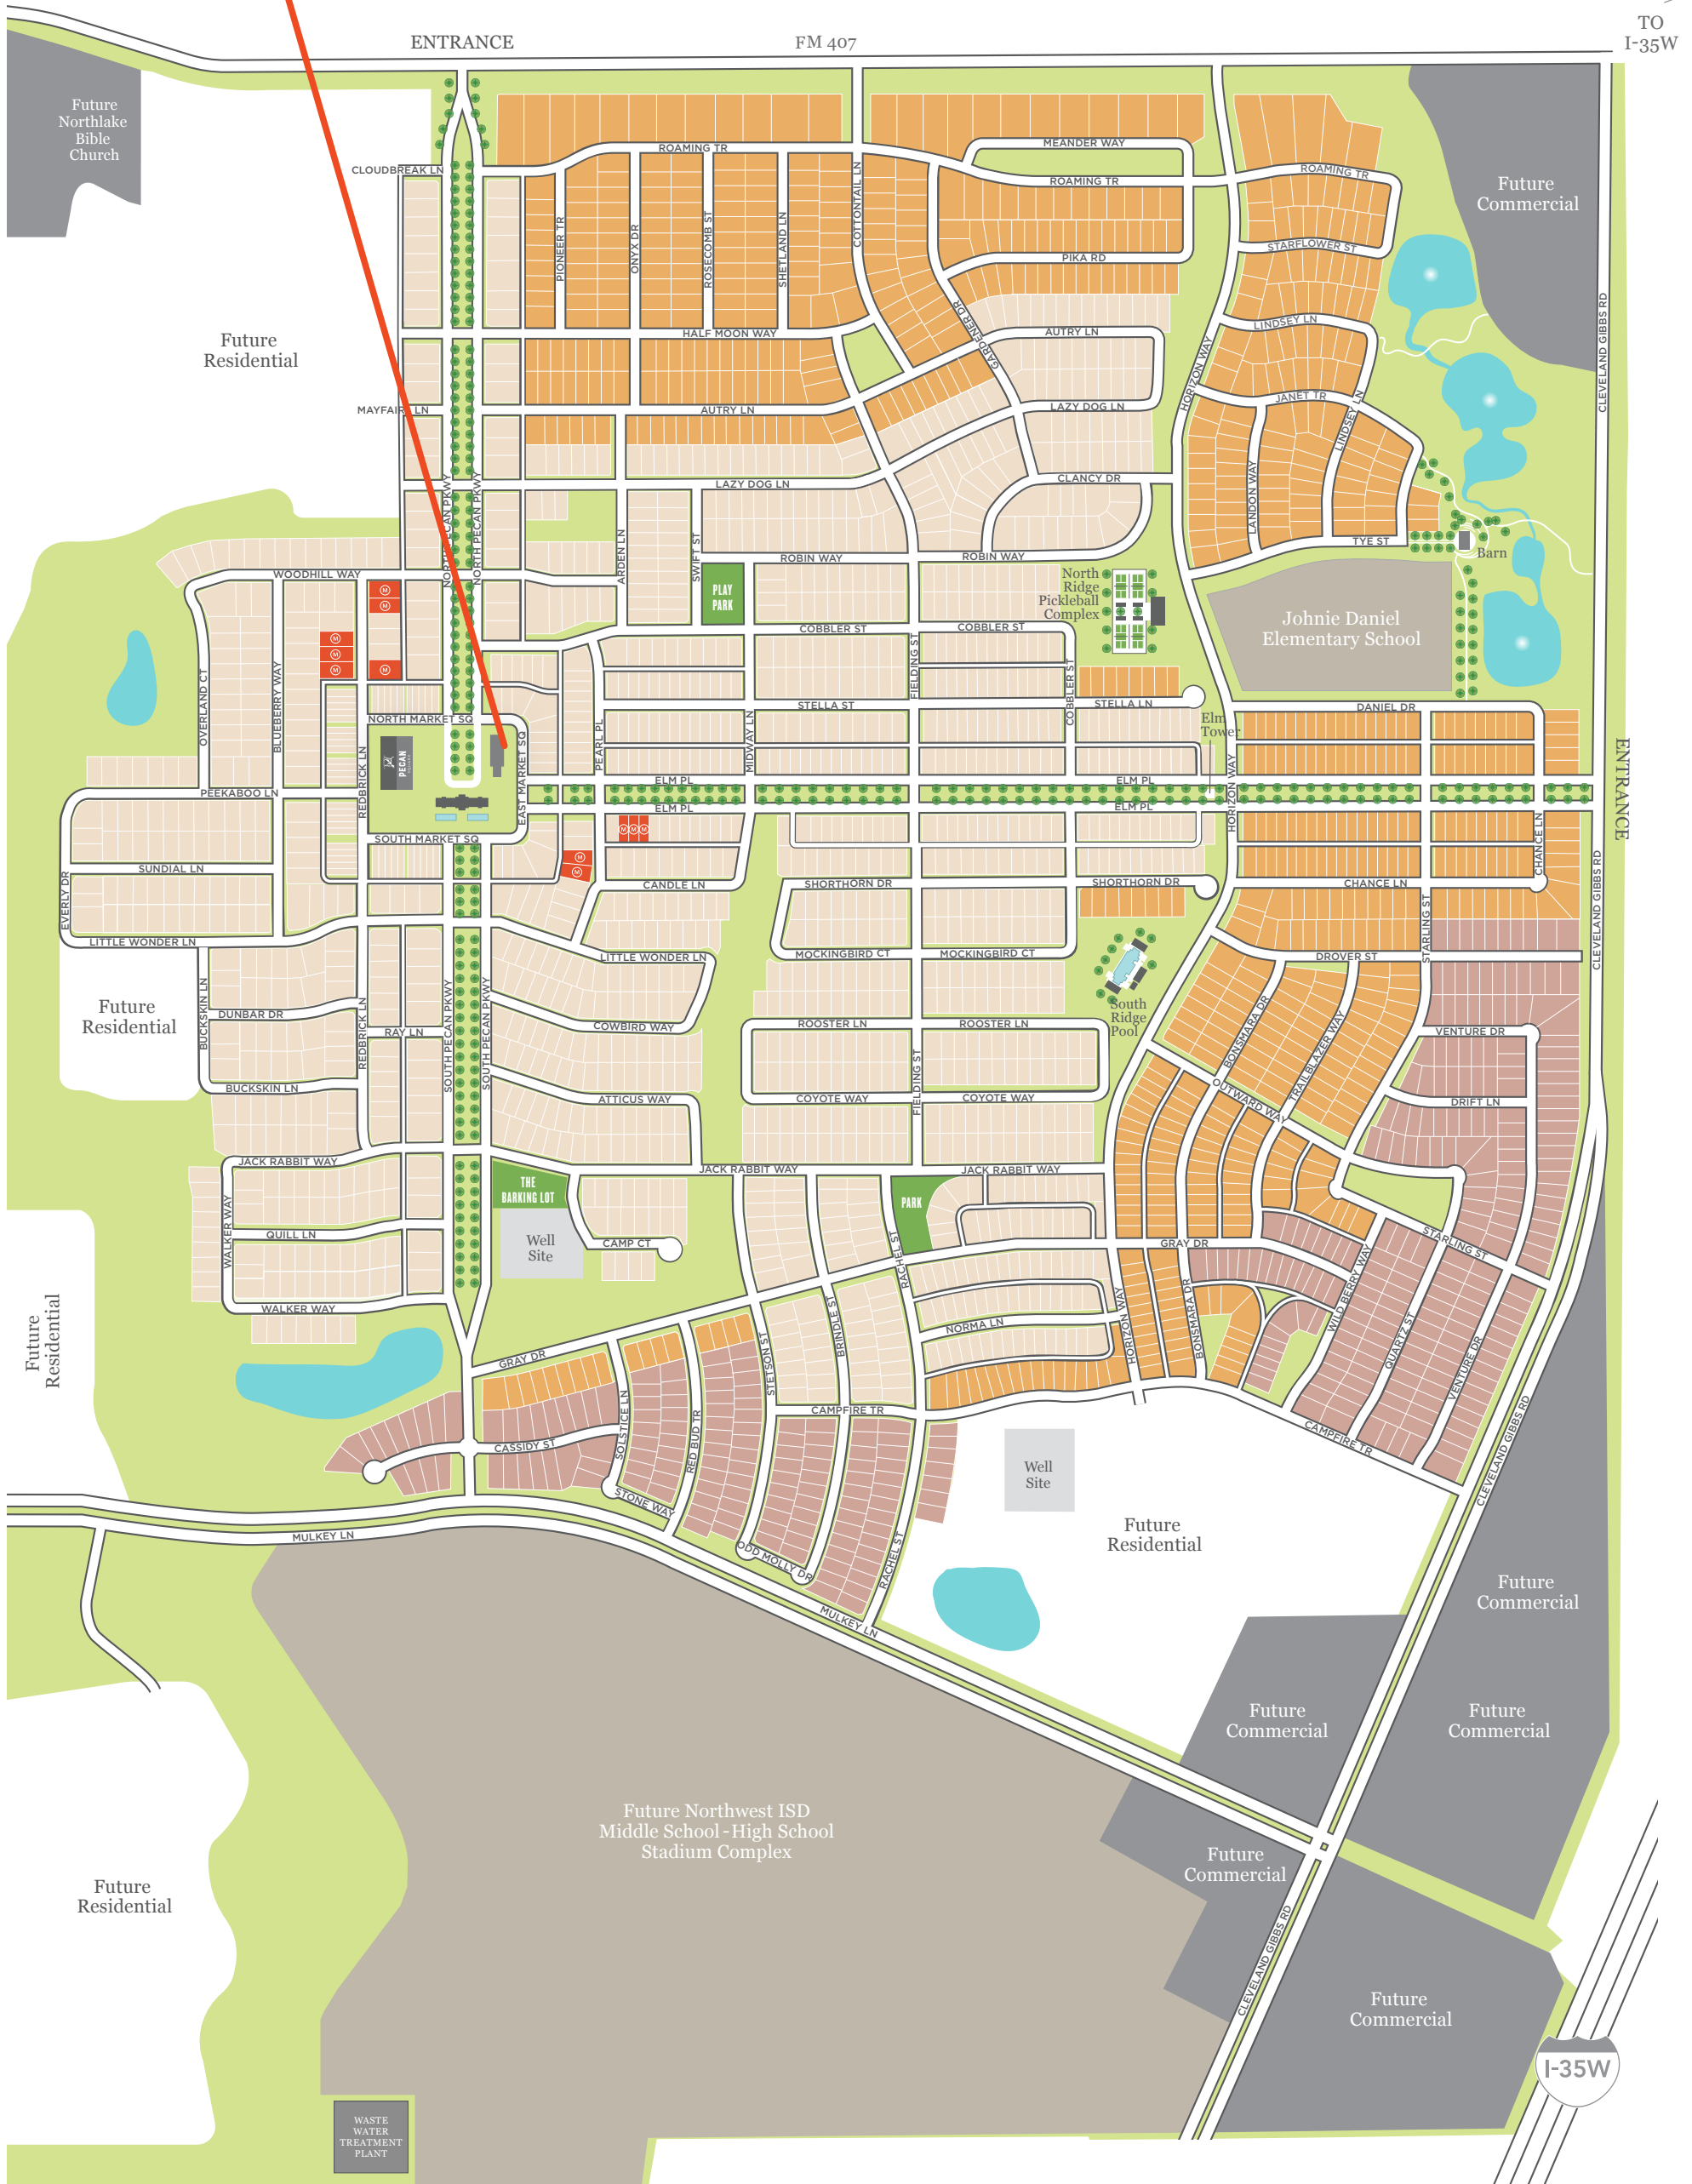 TO
I-35W
ENTRANCE
FM 407
Future
Northlake
Bible
Church
MEANDER WAY
ROAMING TR
CLOUDBREAK LN
ROAMING TR
ROAMING TR
Future
Commercial
PIONEER TR
ONYX DR
ROSECOMB ST
SHETLAND LN
COTTONTAIL LN
STARFLOWER ST
PIKA RD
GARDENER DR
LINDSEY LN
HALF MOON WAY
AUTRY LN
Future
Residential
HORIZON WAY
CLEVELAND GIBBS RD
JANET TR
LINDSEY LN
MAYFAIR LN
AUTRY LN
LAZY DOG LN
NORTH PECAN PKWY
NORTH PECAN PKWY
LAZY DOG LN
CLANCY DR
LANDON WAY
ARDEN LN
SWIFT ST
ROBIN WAY
ROBIN WAY
TYE ST
Barn
WOODHILL WAY
M
M
PLAY
PARK
North
Ridge
Pickleball
Complex
Johnie Daniel
Elementary School
M
M
M
M
COBBLER ST
COBBLER ST
FIELDING ST
COBBLER ST
OVERLAND CT
BLUEBERRY WAY
STELLA ST
STELLA LN
DANIEL DR
NORTH MARKET SQ
Elm
Tower
PECAN
SQUARE
REDBRICK LN
EAST MARKET SQ
PEARL PL
MIDWAY LN
ELM PL
ELM PL
HORIZON WAY
ENTRANCE
PEEKABOO LN
ELM PL
ELM PL
M M M
SOUTH MARKET SQ
CHANCE LN
M
M
SUNDIAL LN
EVERLY DR
CANDLE LN
SHORTHORN DR
SHORTHORN DR
CHANCE LN
STARLING ST
CLEVELAND GIBBS RD
LITTLE WONDER LN
LITTLE WONDER LN
MOCKINGBIRD CT
MOCKINGBIRD CT
DROVER ST
BUCKSKIN LN
Future
Residential
DUNBAR DR
REDBRICK LN
RAY LN
SOUTH PECAN PKWY
SOUTH PECAN PKWY
COWBIRD WAY
ROOSTER LN
ROOSTER LN
South
Ridge
Pool
BONSMARA DR
TRAILBLAZER WAY
VENTURE DR
BUCKSKIN LN
ATTICUS WAY
COYOTE WAY
COYOTE WAY
FIELDING ST
OUTWARD WAY
DRIFT LN
JACK RABBIT WAY
JACK RABBIT WAY
JACK RABBIT WAY
THE
BARKING LOT
PARK
WALKER WAY
QUILL LN
Well
Site
CAMP CT
RACHEL ST
GRAY DR
STARLING ST
WILD BERRY WAY
WALKER WAY
Future
Residential
NORMA LN
HORIZON WAY
BONSMARA DR
QUARTZ ST
VENTURE DR
GRAY DR
STETSON ST
BRINDLE ST
CAMPFIRE TR
CAMPFIRE TR
CASSIDY ST
SOLSTICE LN
RED BUD TR
CLEVELAND GIBBS RD
Well
Site
STONE WAY
MULKEY LN
ODD MOLLY DR
RACHEL ST
MULKEY LN
Future
Residential
Future
Commercial
Future
Commercial
Future
Commercial
Future Northwest ISD
Middle School - High School
Stadium Complex
Future
Commercial
Future
Residential
CLEVELAND GIBBS RD
Future
Commercial
I-35W
WASTE
WATER
TREATMENT
PLANT